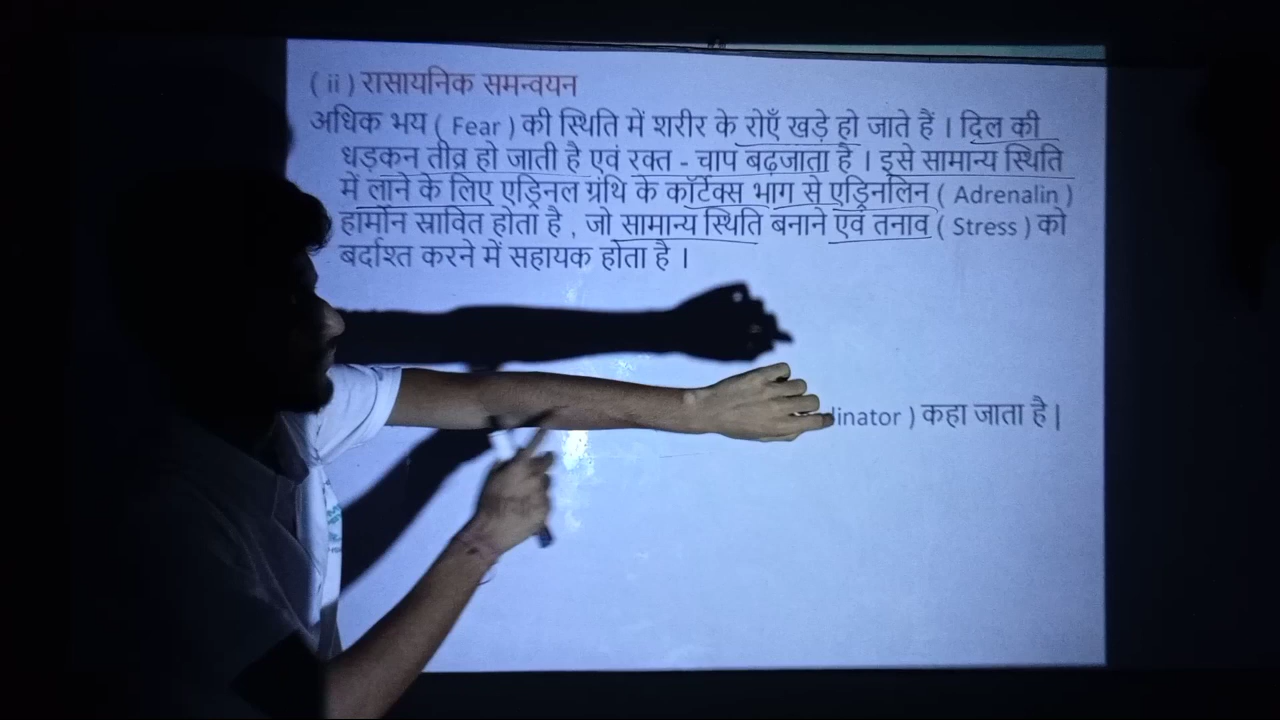 ( ii ) रासायनिक समन्वयन
अधिक भय ( Fear ) की स्थिति में शरीर के रोएँ खड़े हो जाते हैं । दिल की
धड़कन तीव्र हो जाती है एवं रक्त - चाप बढ़जाता है । इसे सामान्य स्थिति
में लाने के लिए एड्रिनल ग्रंथि के कॉर्टेक्स भाग से एड्रिनलिन ( Adrenalin )
हॉर्मोन स्रावित होता है , जो सामान्य स्थिति बनाने एवं तनाव ( Stress ) को
बर्दाश्त करने में सहायक होता है ।
dinator ) कहा जाता है |